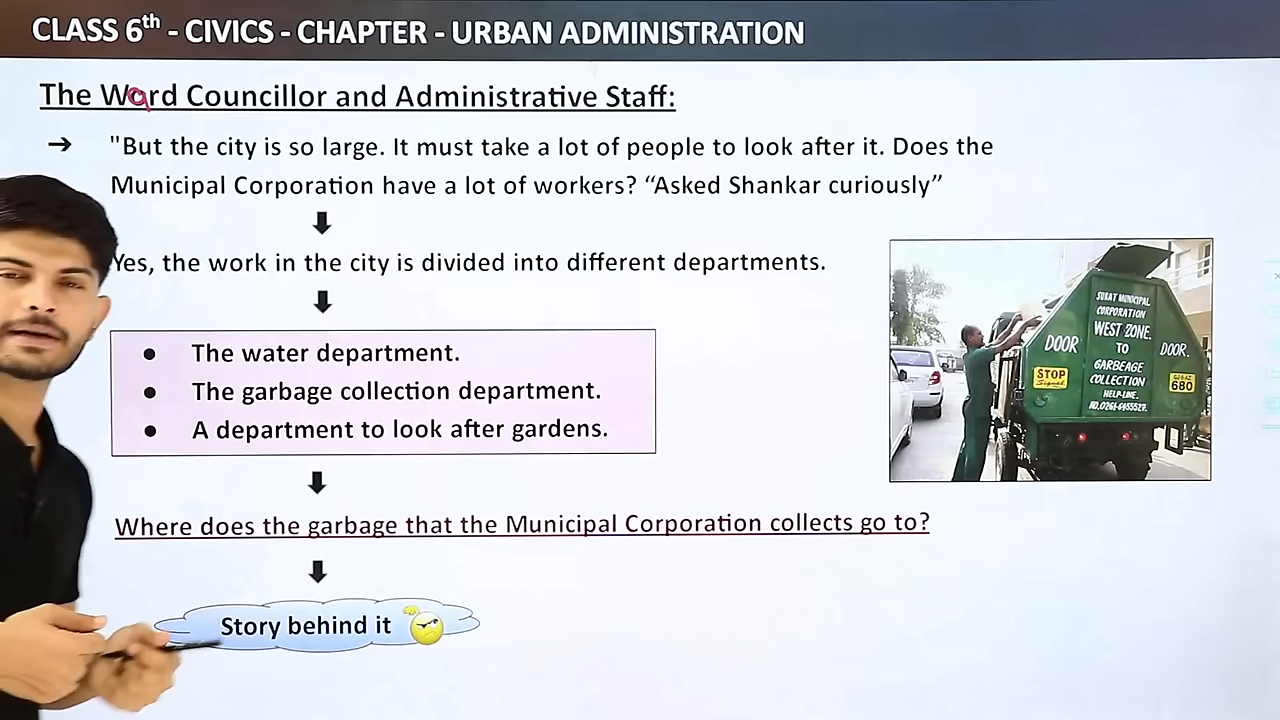 CLASS 6th - CIVICS - CHAPTER - URBAN ADMINISTRATION
The Ward Councillor and Administrative Staff:
➔ "But the city is so large. It must take a lot of people to look after it. Does the
Municipal Corporation have a lot of workers? “Asked Shankar curiously”
Yes, the work in the city is divided into different departments.
● The water department.
● The garbage collection department.
● A department to look after gardens.
Where does the garbage that the Municipal Corporation collects go to?
Story behind it
SURAT MUNICIPAL
CORPORATION
WEST ZONE.
TO
GARBEAGE
COLLECTION
HELP-LINE.
DOOR
DOOR.
STOP
Signal
680